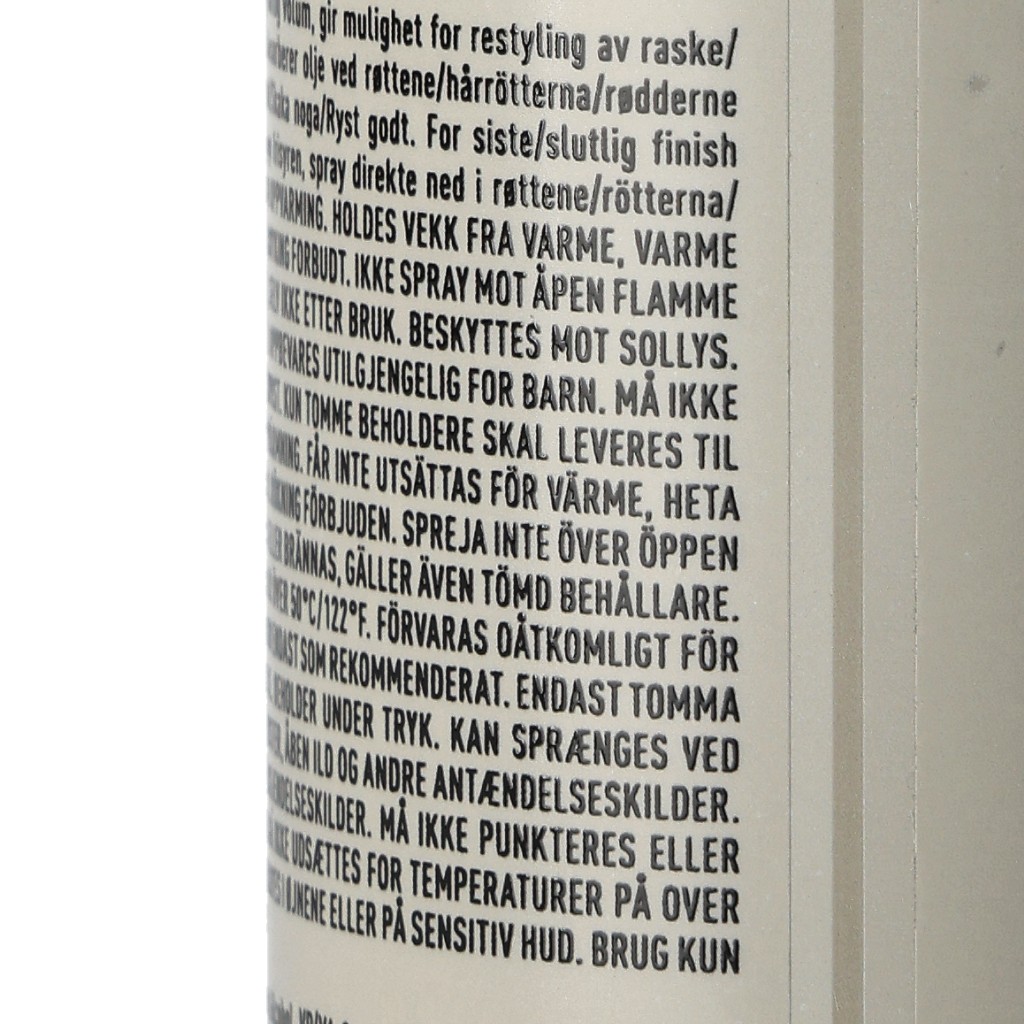 volum, gir mulighet for restyling av raske/
olje ved røttene/hårrötterna/rødderne
noga/Ryst godt. For siste/slutlig finish
spray direkte ned i røttene/rötterna/
HOLDES VEKK FRA VARME, VARME
FORBUDT. IKKE SPRAY MOT ÅPEN FLAMME
IKKE ETTER BRUK. BESKYTTES MOT SOLLYS.
UTILGJENGELIG FOR BARN. MÅ IKKE
KUN TOMME BEHOLDERE SKAL LEVERES TIL
FÅR INTE UTSÄTTAS FÖR VÄRME, HETA
FÖRBJUDEN. SPREJA INTE ÖVER ÖPPEN
BRÄNNAS, GÄLLER ÄVEN TÖMD BEHÅLLARE.
50°C/122°F. FÖRVARAS OÅTKOMLIGT FÖR
SOM REKOMMENDERAT. ENDAST TOMMA
BEHOLDER UNDER TRYK. KAN SPRÆNGES VED
ÅBEN ILD OG ANDRE ANTÆNDELSESKILDER.
MÅ IKKE PUNKTERES ELLER
IKKE UDSÆTTES FOR TEMPERATURER PÅ OVER
ØJNENE ELLER PÅ SENSITIV HUD. BRUG KUN